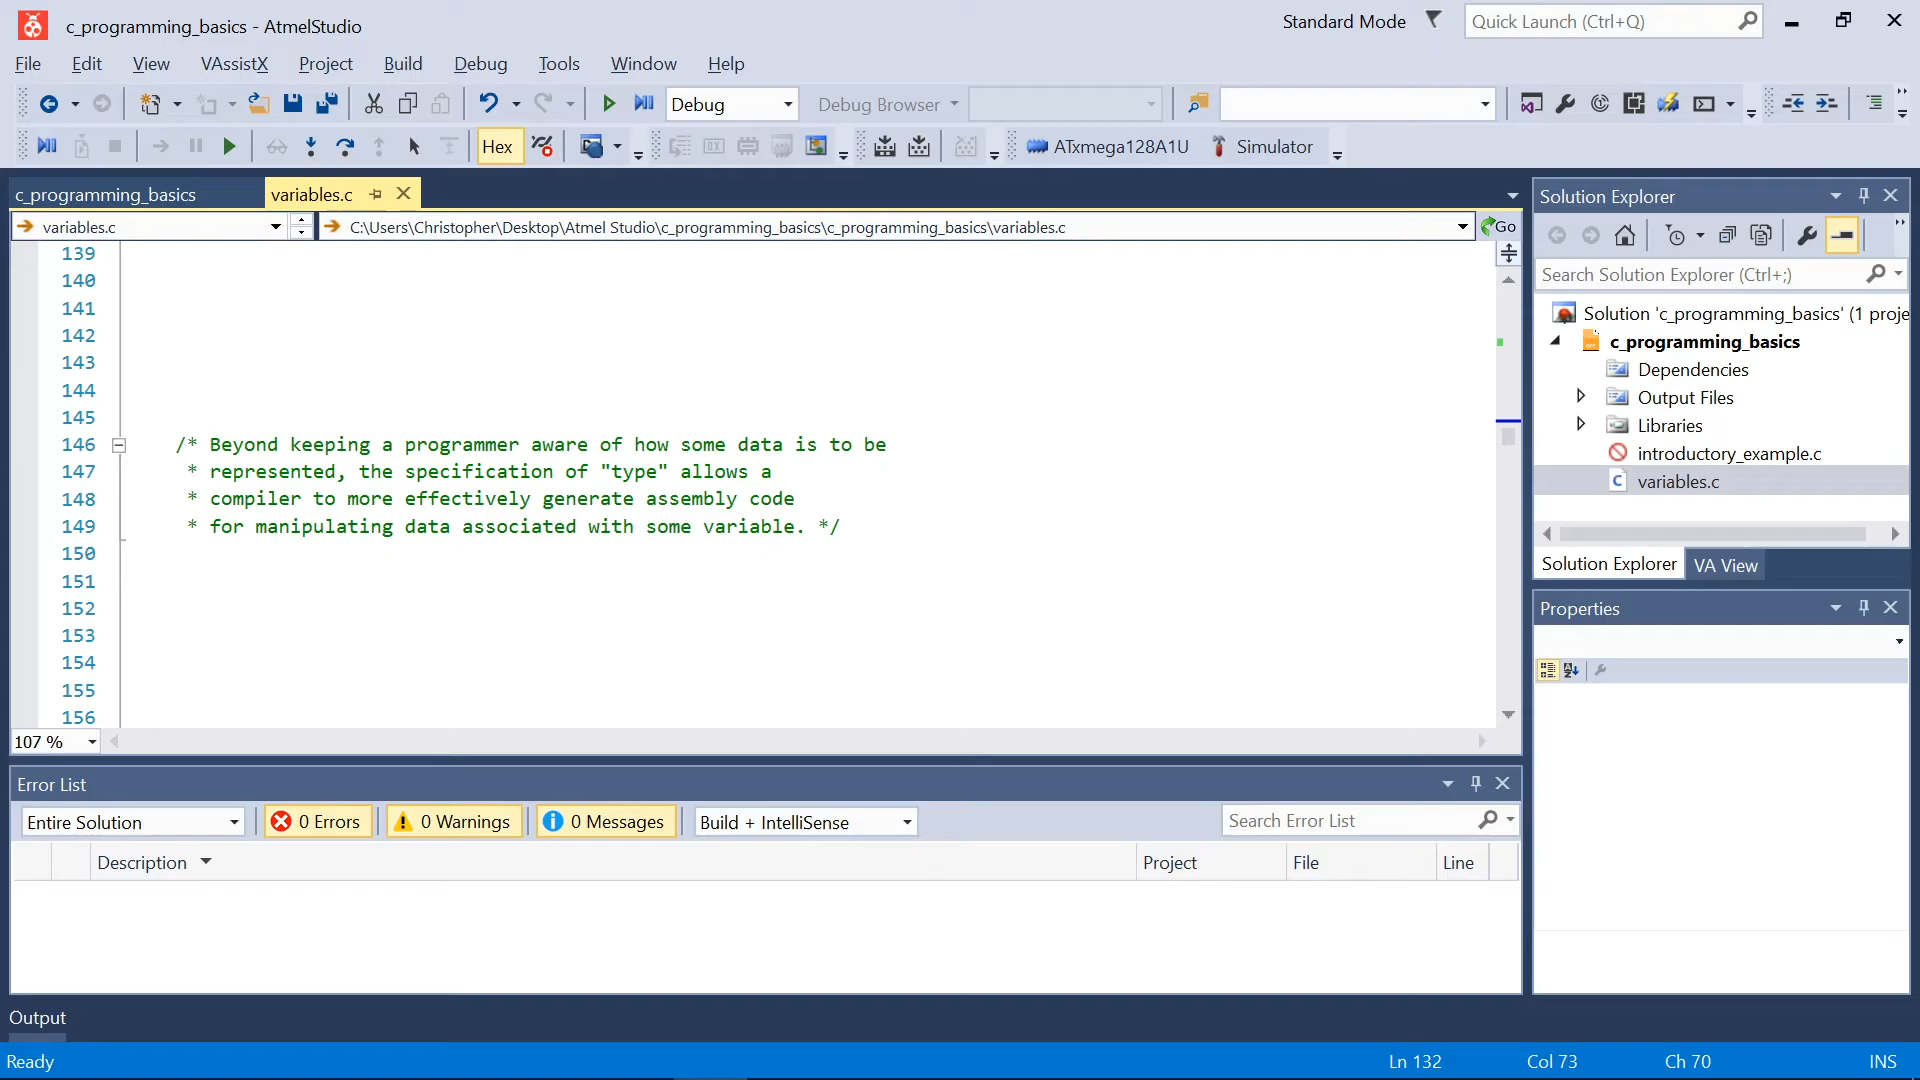 c_programming_basics - AtmelStudio
Standard Mode
Quick Launch (Ctrl+Q)
File Edit View VAssistX Project Build Debug Tools Window Help
Debug
Debug Browser
Hex
ATxmega128A1U
Simulator
c_programming_basics
variables.c
variables.c
C:\Users\Christopher\Desktop\Atmel Studio\c_programming_basics\c_programming_basics\variables.c
Go
139
140
141
142
143
144
145
146 /* Beyond keeping a programmer aware of how some data is to be
147 * represented, the specification of "type" allows a
148 * compiler to more effectively generate assembly code
149 * for manipulating data associated with some variable. */
150
151
152
153
154
155
156
107 %
Solution Explorer
Search Solution Explorer (Ctrl+;)
Solution 'c_programming_basics' (1 proje
c_programming_basics
Dependencies
Output Files
Libraries
introductory_example.c
variables.c
Solution Explorer
VA View
Properties
Error List
Entire Solution
0 Errors
0 Warnings
0 Messages
Build + IntelliSense
Search Error List
Description
Project
File
Line
Output
Ready
Ln 132
Col 73
Ch 70
INS